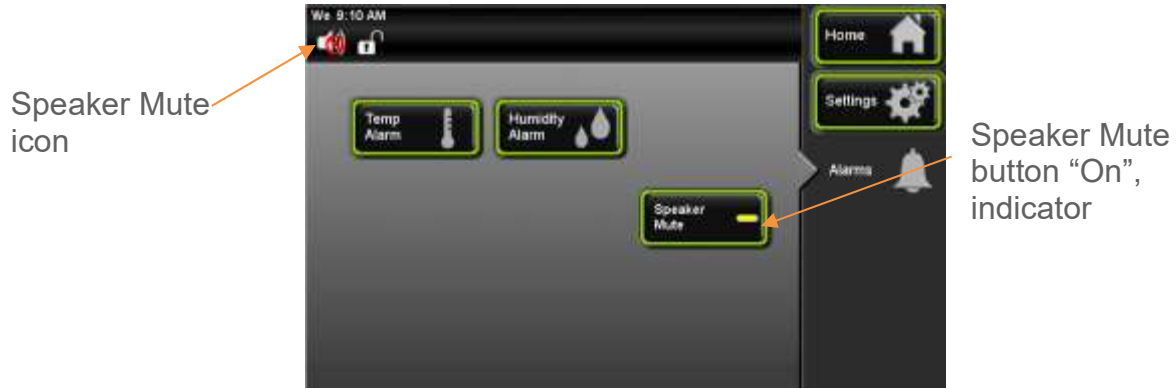 We 9:10 AM
Home
Settings
Speaker Mute
icon
Temp
Alarm
Humidity
Alarm
Alarms
Speaker Mute
button “On”,
indicator
Speaker
Mute